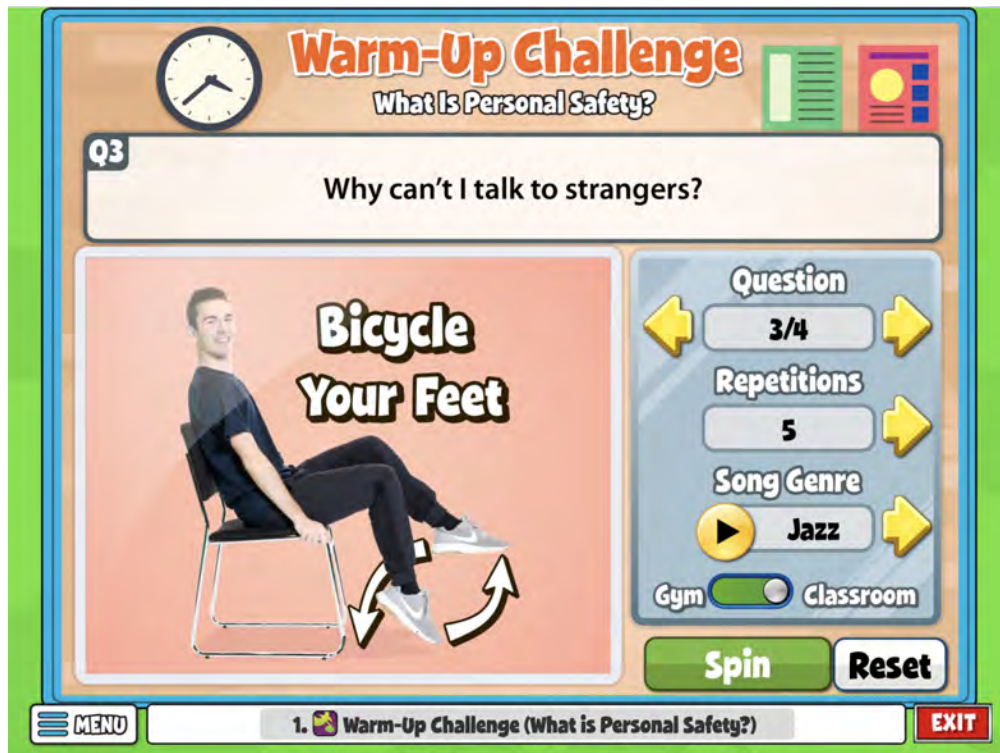 Warm-Up Challenge
What Is Personal Safety?
Q3
Why can't I talk to strangers?
Bicycle
Your Feet
Question
3/4
Repetitions
5
Song Genre
Jazz
Gym Classroom
Spin Reset
MENU 1. Warm-Up Challenge (What is Personal Safety?) EXIT